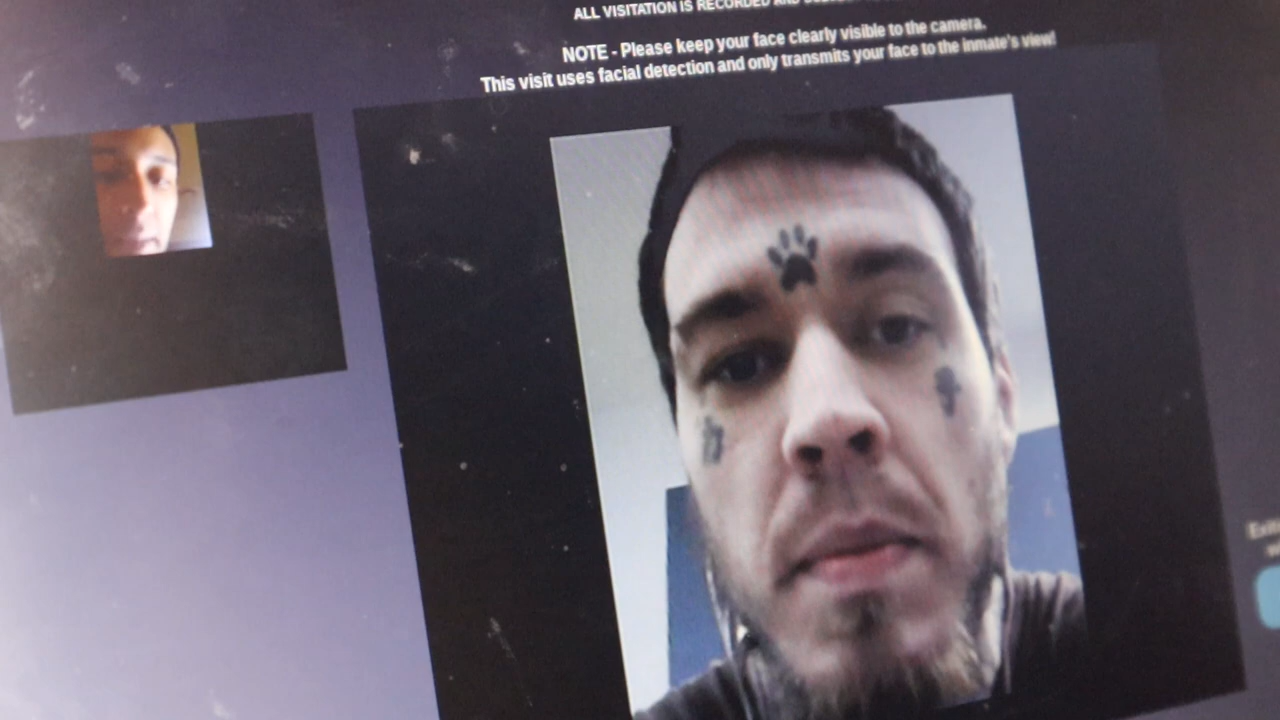 ALL VISITATION IS RECORDED AND
NOTE - Please keep your face clearly visible to the camera.
This visit uses facial detection and only transmits your face to the inmate's view!